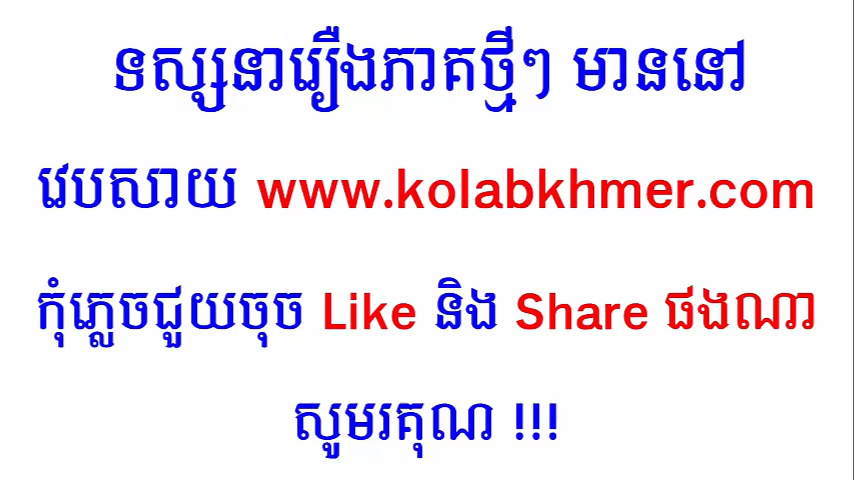 ទស្សនារឿងភាគថ្មីៗ មាននៅ
វេបសាយ www.kolabkhmer.com
កុំភ្លេចជួយចុច Like និង Share ផងណា
សូមរគុណ !!!